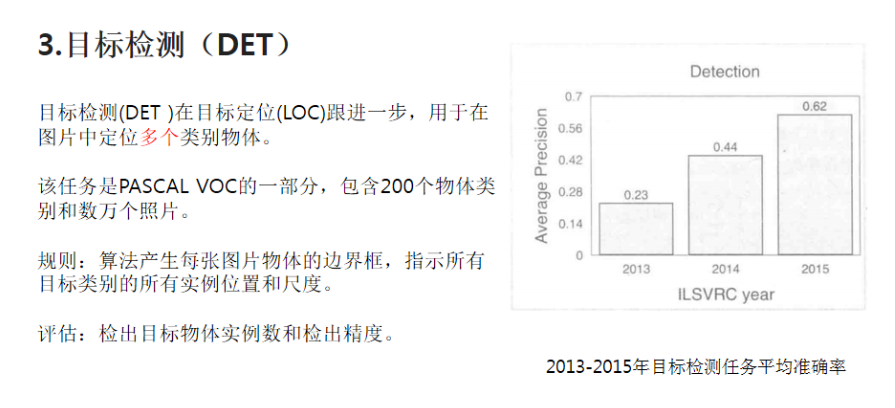 3.目标检测（DET）
目标检测(DET )在目标定位(LOC)跟进一步，用于在
图片中定位多个类别物体。
该任务是PASCAL VOC的一部分，包含200个物体类
别和数万个照片。
规则：算法产生每张图片物体的边界框，指示所有
目标类别的所有实例位置和尺度。
评估：检出目标物体实例数和检出精度。
Detection
Average Precision
0.7
0.56
0.42
0.28
0.14
0
0.23
0.44
0.62
2013
2014
2015
ILSVRC year
2013-2015年目标检测任务平均准确率